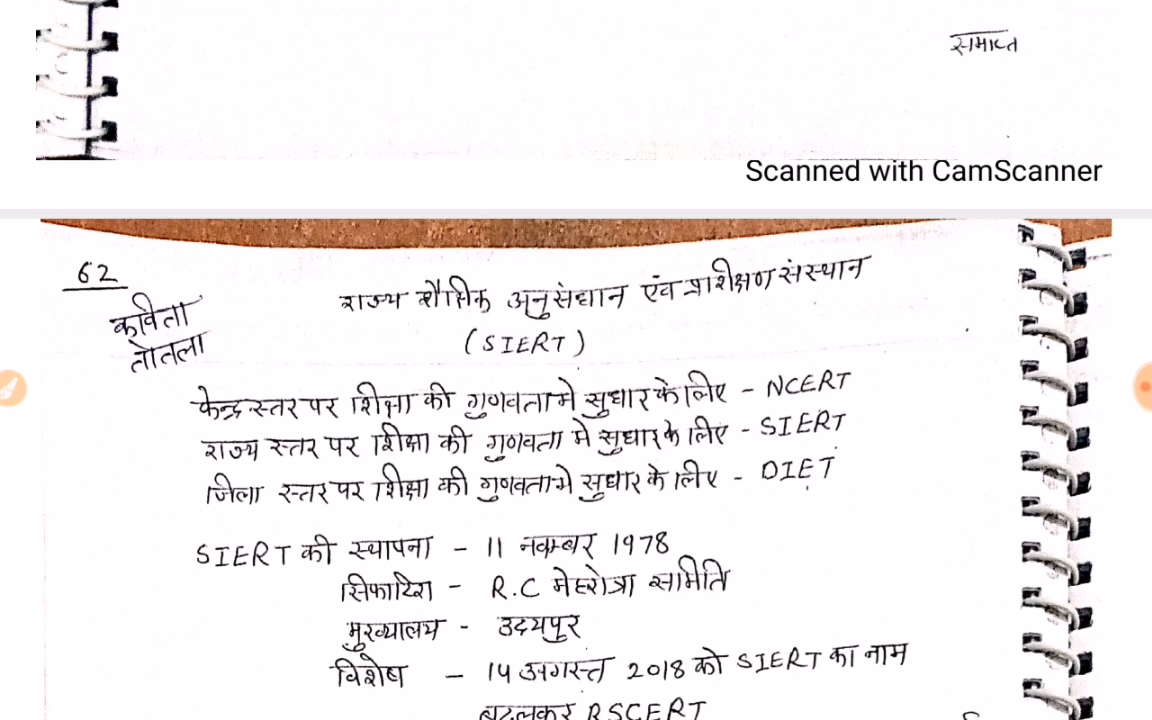 समाप्त
Scanned with CamScanner
62
कविता
तोतला
राज्य शैक्षिक अनुसंधान एंव प्रशिक्षण संस्थान
(SIERT)
केन्द्र स्तर पर शिक्षा की गुणवता मे सुधार के लिए - NCERT
राज्य स्तर पर शिक्षा की गुणवता मे सुधार के लिए - SIERT
जिला स्तर पर शिक्षा की गुणवता मे सुधार के लिए - DIET
SIERT की स्थापना - 11 नवम्बर 1978
सिफारिश - R.C मेहरोत्रा समिति
मुख्यालय - उदयपुर
विशेष - 14 अगस्त 2018 को SIERT का नाम
बदलकर RSCERT